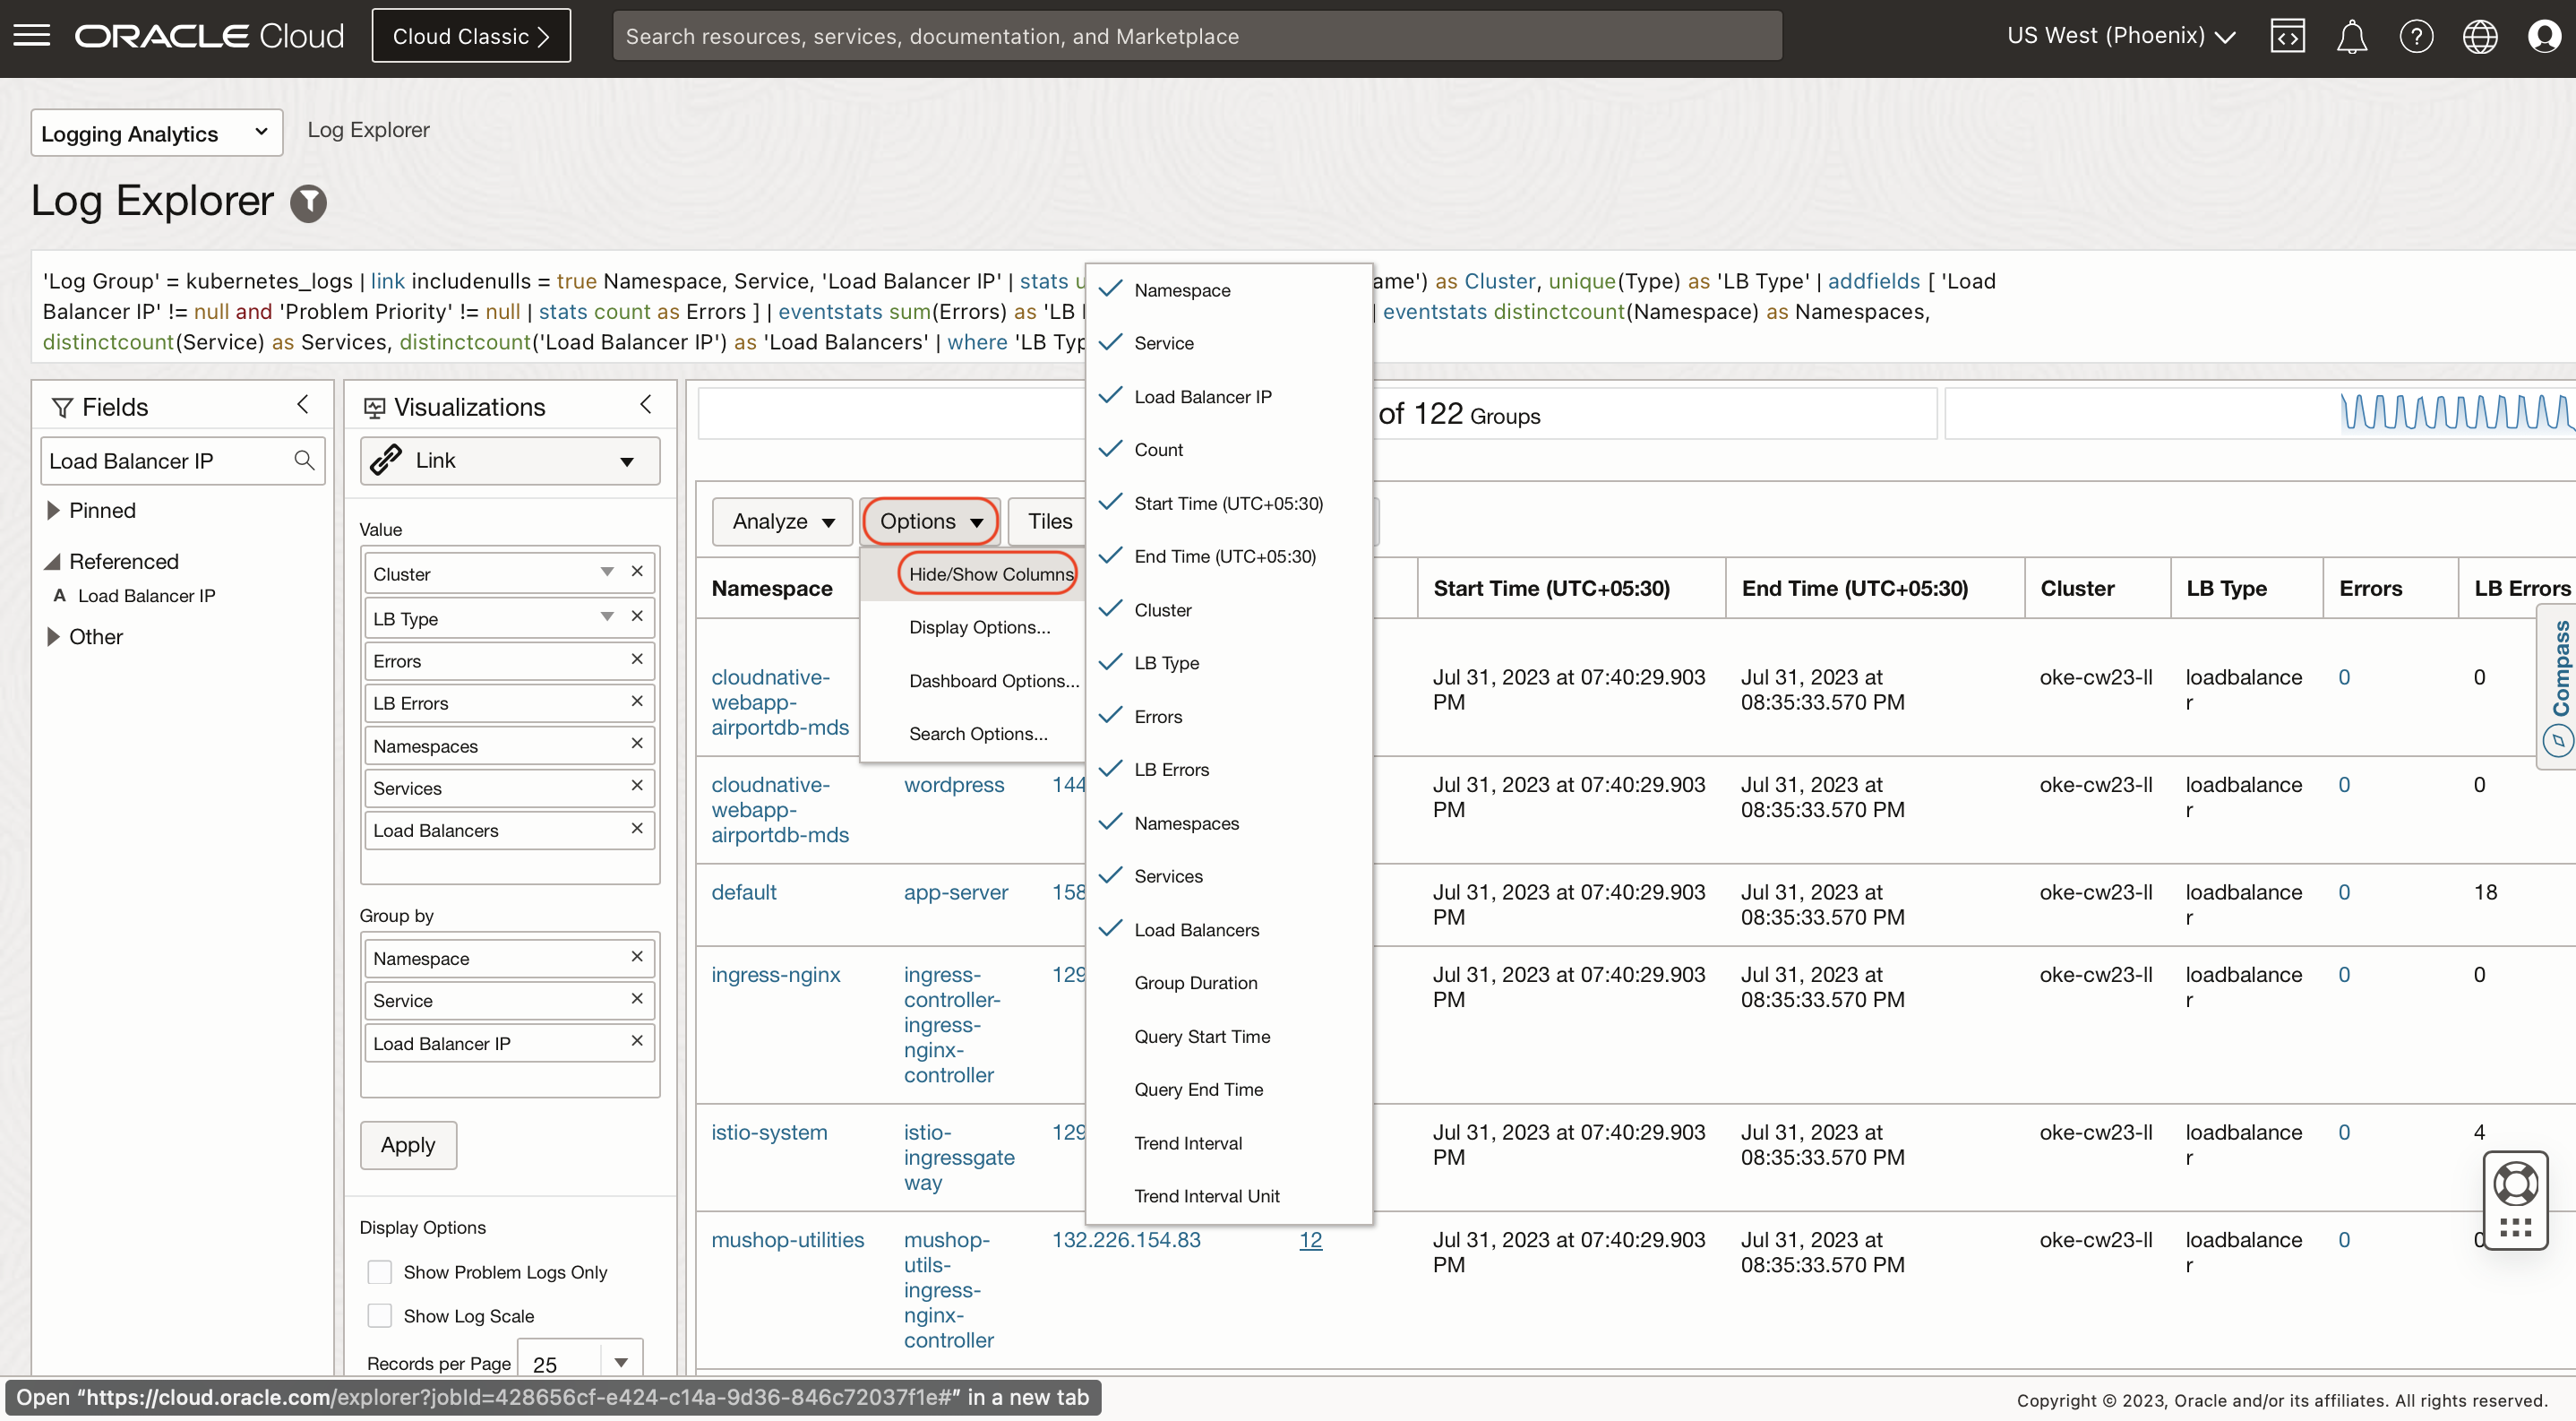 ORACLE Cloud
Cloud Classic
Search resources, services, documentation, and Marketplace
US West (Phoenix)
Logging Analytics
Log Explorer
Log Explorer
'Log Group' = kubernetes_logs | link includenulls = true Namespace, Service, 'Load Balancer IP' | stats u ame') as Cluster, unique(Type) as 'LB Type' | addfields [ 'Load
Balancer IP' != null and 'Problem Priority' != null | stats count as Errors ] | eventstats sum(Errors) as 'LB | eventstats distinctcount(Namespace) as Namespaces,
distinctcount(Service) as Services, distinctcount('Load Balancer IP') as 'Load Balancers' | where 'LB Typ
Fields
Load Balancer IP
Pinned
Referenced
A Load Balancer IP
Other
Visualizations
Link
Value
Cluster
LB Type
Errors
LB Errors
Namespaces
Services
Load Balancers
Group by
Namespace
Service
Load Balancer IP
Apply
Display Options
Show Problem Logs Only
Show Log Scale
Records per Page 25
of 122 Groups
Analyze
Options
Tiles
Hide/Show Columns
Display Options...
Dashboard Options...
Search Options...
Namespace
Service
Load Balancer IP
Count
Start Time (UTC+05:30)
End Time (UTC+05:30)
Cluster
LB Type
Errors
LB Errors
Namespaces
Services
Load Balancers
Group Duration
Query Start Time
Query End Time
Trend Interval
Trend Interval Unit
Namespace Start Time (UTC+05:30) End Time (UTC+05:30) Cluster LB Type Errors LB Errors
cloudnative- Jul 31, 2023 at 07:40:29.903 Jul 31, 2023 at oke-cw23-ll loadbalance 0 0
webapp- PM 08:35:33.570 PM r
airportdb-mds
cloudnative- wordpress 144 Jul 31, 2023 at 07:40:29.903 Jul 31, 2023 at oke-cw23-ll loadbalance 0 0
webapp- PM 08:35:33.570 PM r
airportdb-mds
default app-server 158 Jul 31, 2023 at 07:40:29.903 Jul 31, 2023 at oke-cw23-ll loadbalance 0 18
PM 08:35:33.570 PM r
ingress-nginx ingress- 129 Jul 31, 2023 at 07:40:29.903 Jul 31, 2023 at oke-cw23-ll loadbalance 0 0
controller- PM 08:35:33.570 PM r
ingress-
nginx-
controller
istio-system istio- 129 Jul 31, 2023 at 07:40:29.903 Jul 31, 2023 at oke-cw23-ll loadbalance 0 4
ingressgate PM 08:35:33.570 PM r
way
mushop-utilities mushop- 132.226.154.83 12 Jul 31, 2023 at 07:40:29.903 Jul 31, 2023 at oke-cw23-ll loadbalance 0 0
utils- PM 08:35:33.570 PM r
ingress-
nginx-
controller
Compass
Open “https://cloud.oracle.com/explorer?jobId=428656cf-e424-c14a-9d36-846c72037f1e#” in a new tab
Copyright © 2023, Oracle and/or its affiliates. All rights reserved.